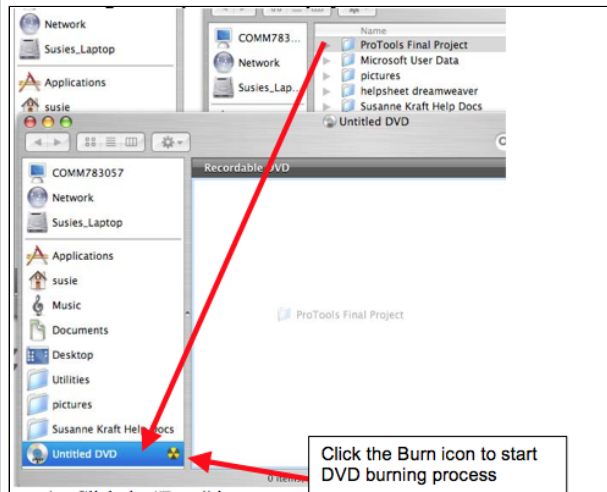 Network
Susies_Laptop
Applications
susie
COMM783...
Network
Susies_Lap...
Name
ProTools Final Project
Microsoft User Data
pictures
helpsheet dreamweaver
Susanne Kraft Help Docs
Untitled DVD
Recordable DVD
COMM783057
Network
Susies_Laptop
Applications
susie
Music
Documents
Desktop
Utilities
pictures
Susanne Kraft Help Docs
Untitled DVD
ProTools Final Project
Click the Burn icon to start
DVD burning process
0 items,